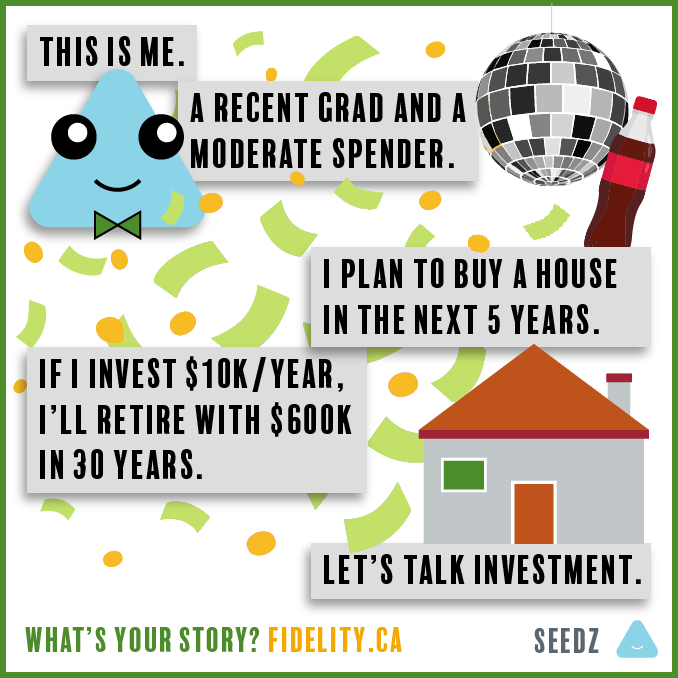 THIS IS ME.
A RECENT GRAD AND A
MODERATE SPENDER.
I PLAN TO BUY A HOUSE
IN THE NEXT 5 YEARS.
IF I INVEST $10K/YEAR,
I'LL RETIRE WITH $600K
IN 30 YEARS.
LET'S TALK INVESTMENT.
WHAT'S YOUR STORY? FIDELITY.CA
SEEDZ